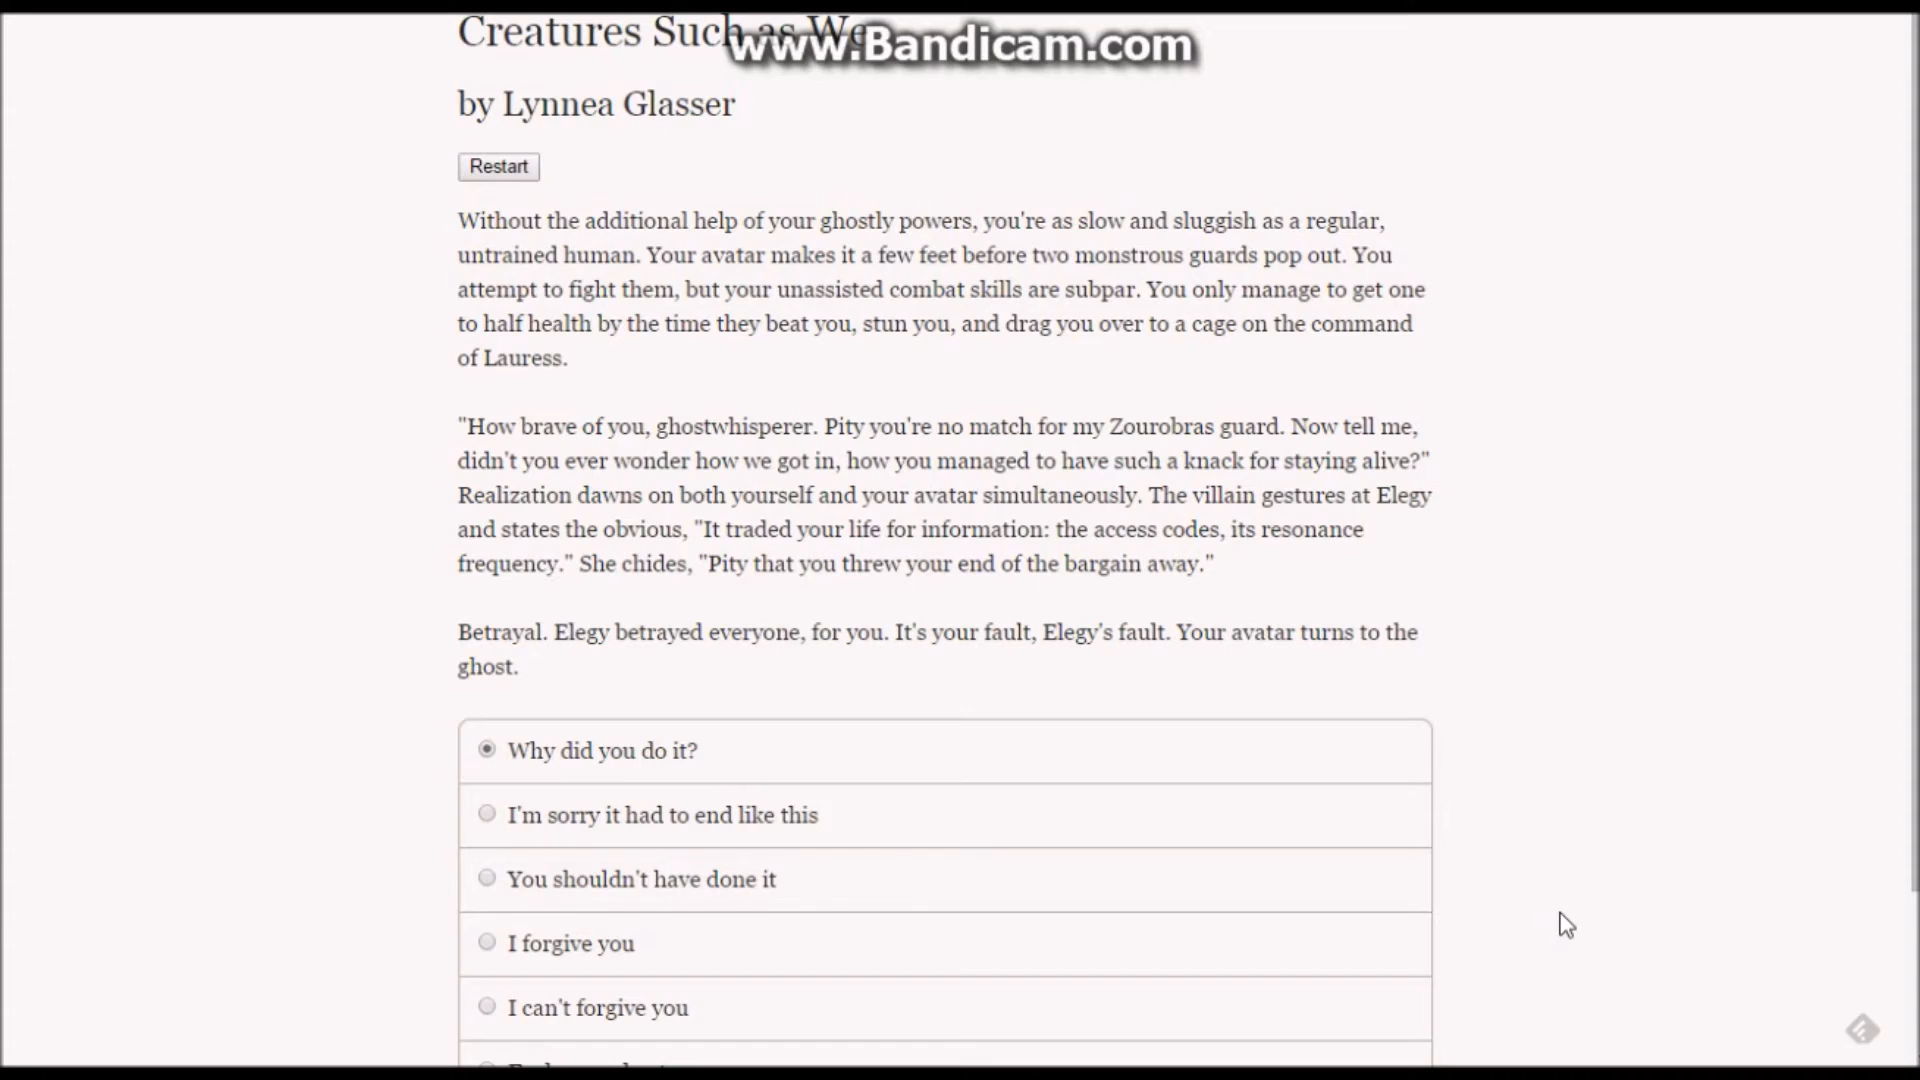 Creatures Such as We
www.Bandicam.com
by Lynnea Glasser
Restart
Without the additional help of your ghostly powers, you're as slow and sluggish as a regular,
untrained human. Your avatar makes it a few feet before two monstrous guards pop out. You
attempt to fight them, but your unassisted combat skills are subpar. You only manage to get one
to half health by the time they beat you, stun you, and drag you over to a cage on the command
of Lauress.
"How brave of you, ghostwhisperer. Pity you're no match for my Zourobras guard. Now tell me,
didn't you ever wonder how we got in, how you managed to have such a knack for staying alive?"
Realization dawns on both yourself and your avatar simultaneously. The villain gestures at Elegy
and states the obvious, "It traded your life for information: the access codes, its resonance
frequency." She chides, "Pity that you threw your end of the bargain away."
Betrayal. Elegy betrayed everyone, for you. It's your fault, Elegy's fault. Your avatar turns to the
ghost.
Why did you do it?
I'm sorry it had to end like this
You shouldn't have done it
I forgive you
I can't forgive you